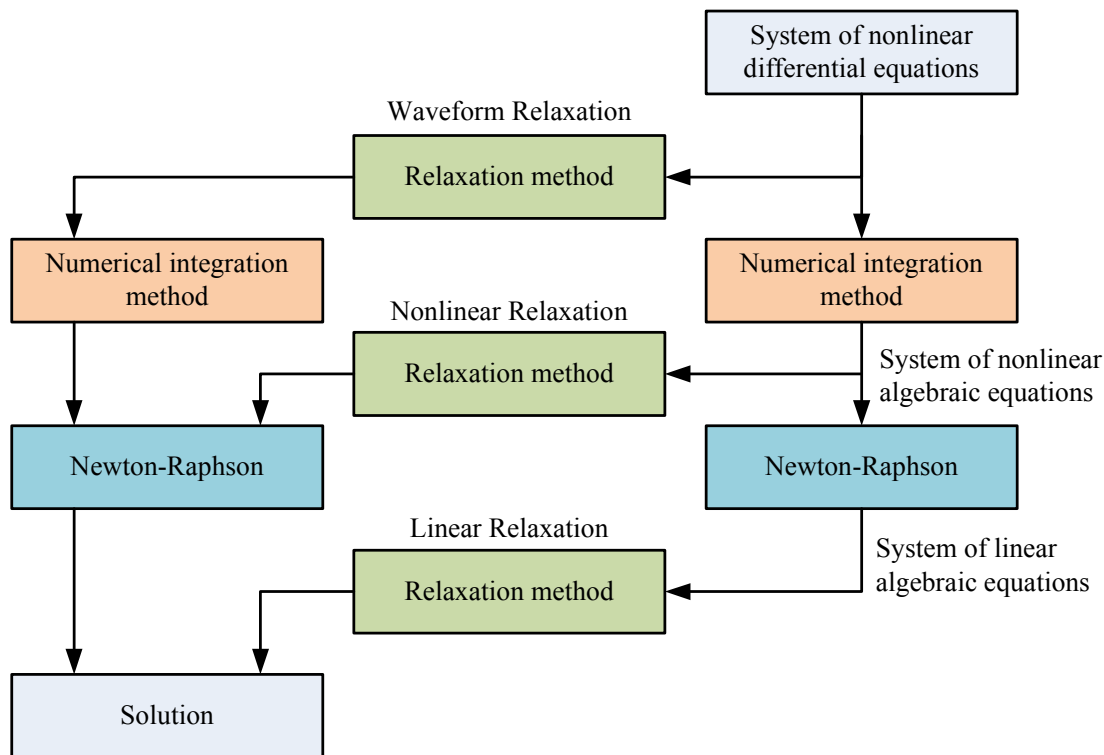 System of nonlinear
differential equations
Waveform Relaxation
Relaxation method
Numerical integration
method
Numerical integration
method
Nonlinear Relaxation
Relaxation method
System of nonlinear
algebraic equations
Newton-Raphson
Newton-Raphson
Linear Relaxation
Relaxation method
System of linear
algebraic equations
Solution